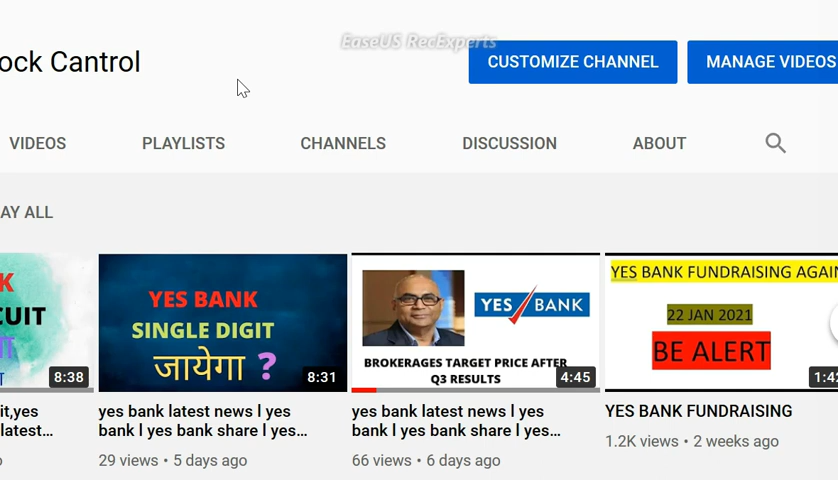 EaseUS RecExperts
ock Cantrol
CUSTOMIZE CHANNEL
MANAGE VIDEOS
VIDEOS
PLAYLISTS
CHANNELS
DISCUSSION
ABOUT
AY ALL
K
CUIT
8:38
YES BANK
SINGLE DIGIT
जायेगा ?
8:31
YES BANK
BROKERAGES TARGET PRICE AFTER
Q3 RESULTS
4:45
YES BANK FUNDRAISING AGAIN
22 JAN 2021
BE ALERT
1:42
it,yes
latest...
yes bank latest news l yes
bank l yes bank share l yes...
29 views • 5 days ago
yes bank latest news l yes
bank l yes bank share l yes...
66 views • 6 days ago
YES BANK FUNDRAISING
1.2K views • 2 weeks ago